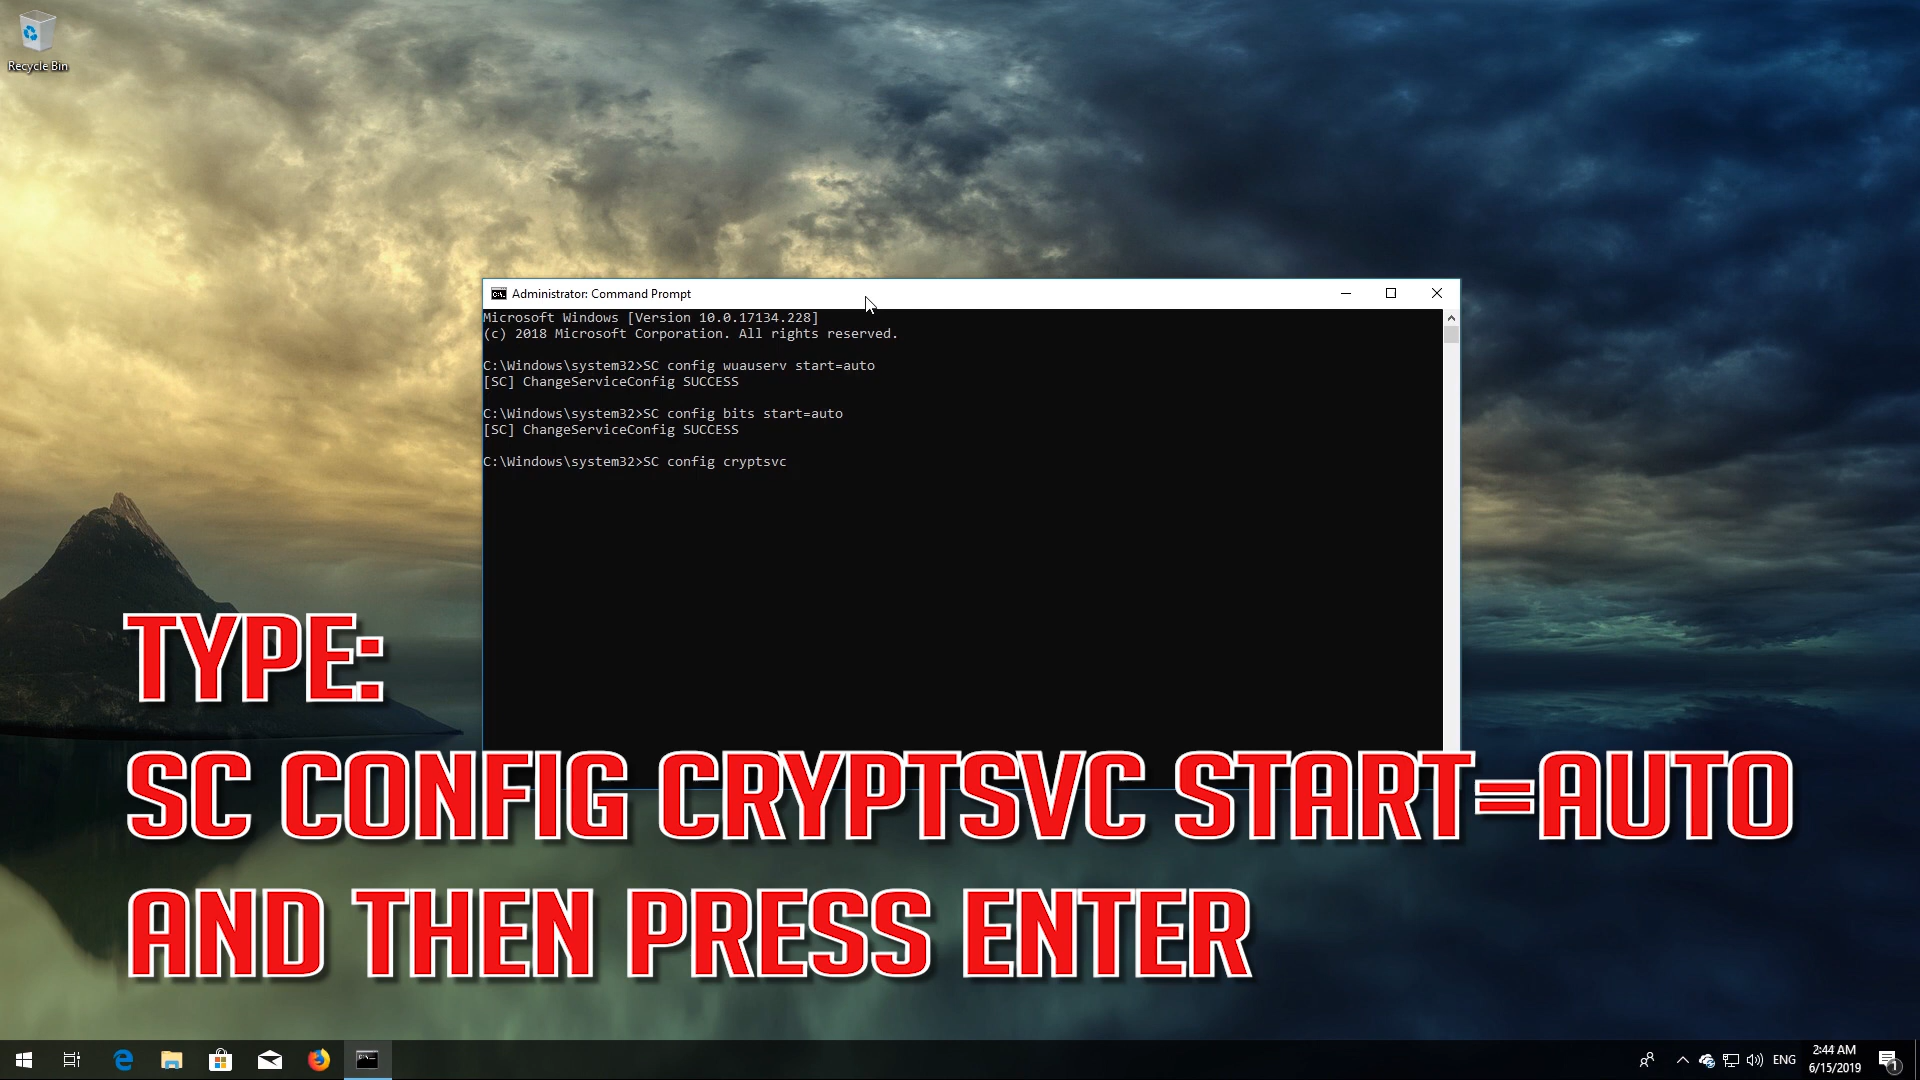 Recycle Bin
Administrator: Command Prompt
Microsoft Windows [Version 10.0.17134.228]
(c) 2018 Microsoft Corporation. All rights reserved.
C:\Windows\system32>SC config wuauserv start=auto
[SC] ChangeServiceConfig SUCCESS
C:\Windows\system32>SC config bits start=auto
[SC] ChangeServiceConfig SUCCESS
C:\Windows\system32>SC config cryptsvc
TYPE:
SC CONFIG CRYPTSVC START=AUTO
AND THEN PRESS ENTER
ENG
2:44 AM
6/15/2019
1